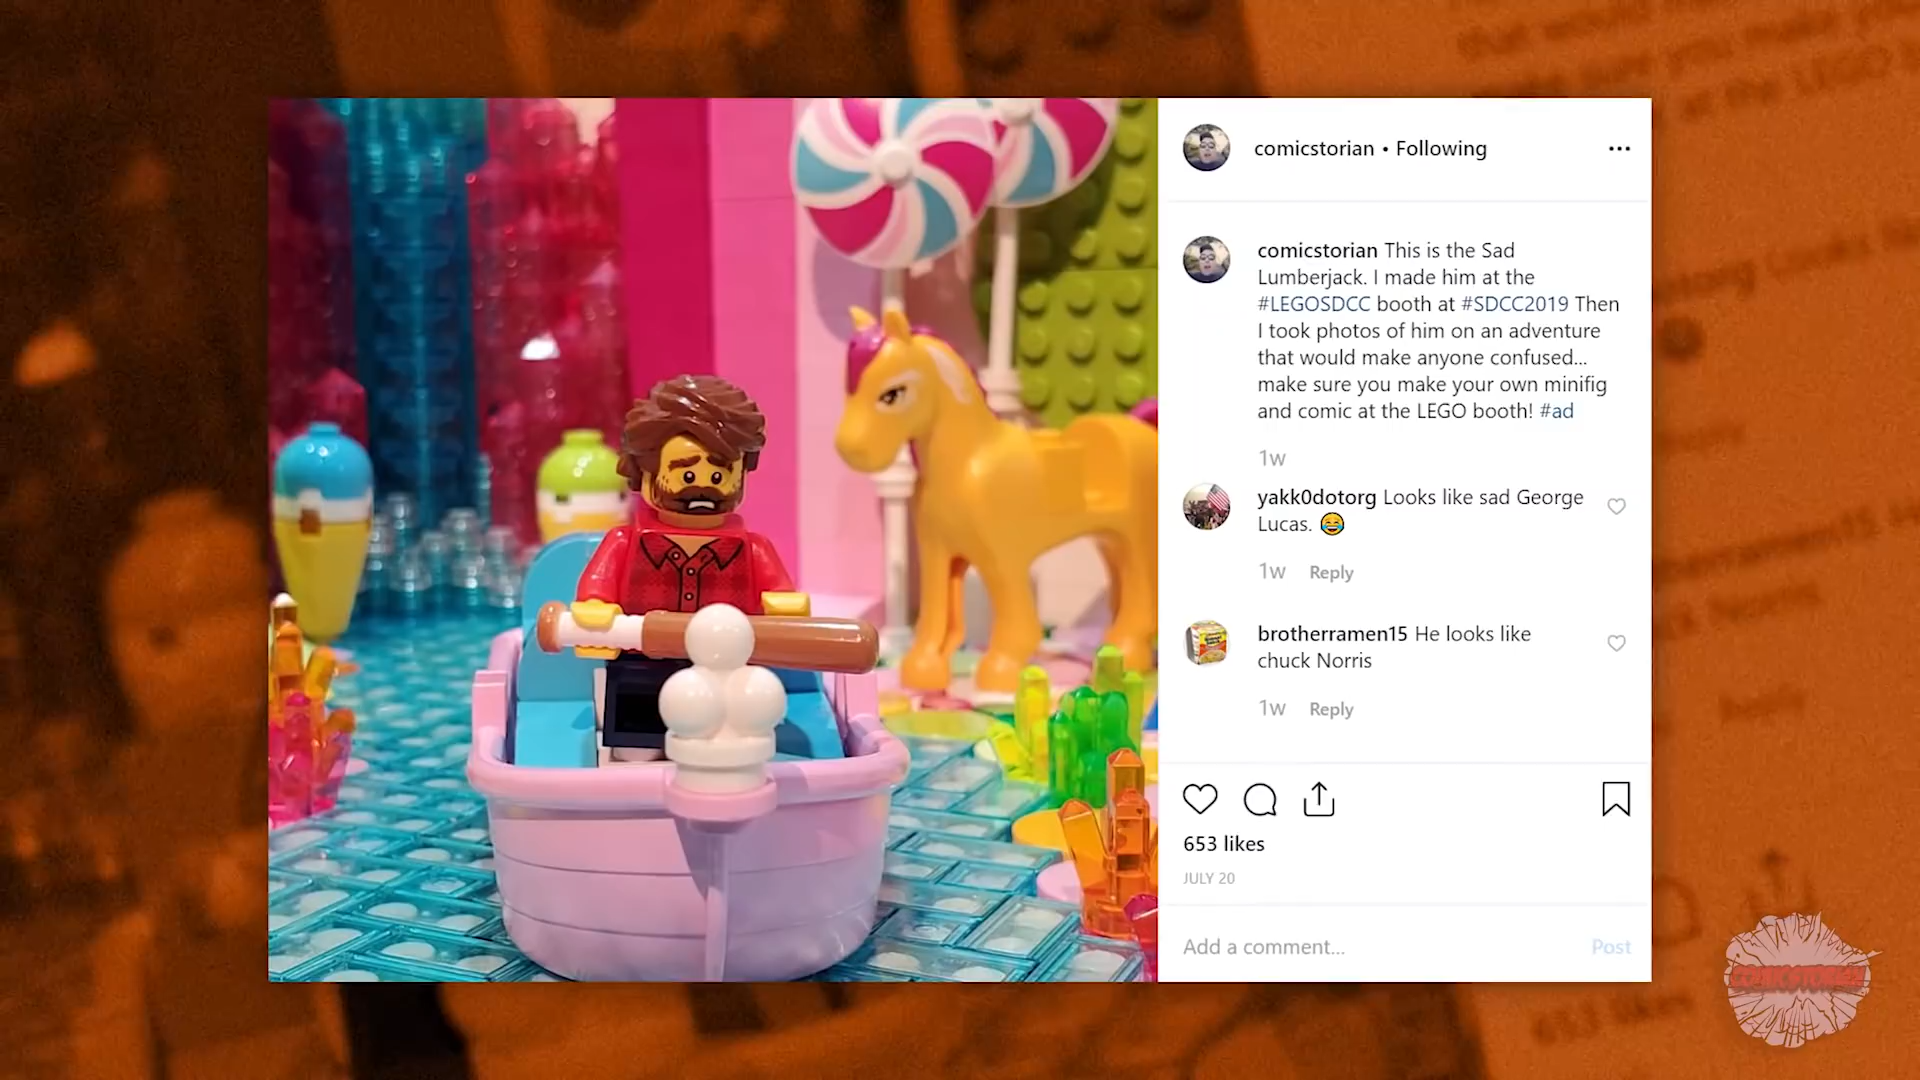 comicstorian • Following
comicstorian This is the Sad
Lumberjack. I made him at the
#LEGOSDCC booth at #SDCC2019 Then
I took photos of him on an adventure
that would make anyone confused...
make sure you make your own minifig
and comic at the LEGO booth! #ad
1w
yakk0dotorg Looks like sad George
Lucas. 😂
1w Reply
brotherramen15 He looks like
chuck Norris
1w Reply
653 likes
JULY 20
Add a comment... Post
COMICSTORIAN